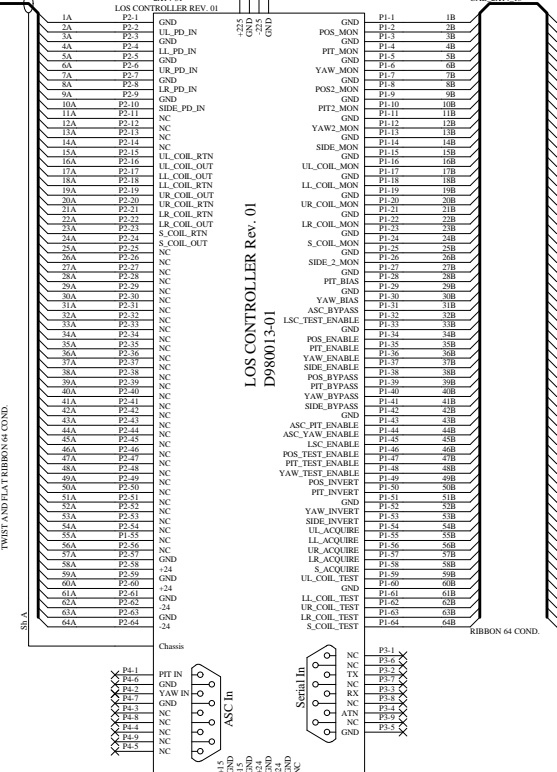 LOS CONTROLLER REV. 01
+225
GND
-225
GND
1A P2-1 GND GND P1-1 1B
2A P2-2 UL_PD_IN POS_MON P1-2 2B
3A P2-3 GND GND P1-3 3B
4A P2-4 LL_PD_IN PIT_MON P1-4 4B
5A P2-5 GND GND P1-5 5B
6A P2-6 UR_PD_IN YAW_MON P1-6 6B
7A P2-7 GND GND P1-7 7B
8A P2-8 LR_PD_IN POS2_MON P1-8 8B
9A P2-9 GND GND P1-9 9B
10A P2-10 SIDE_PD_IN PIT2_MON P1-10 10B
11A P2-11 NC GND P1-11 11B
12A P2-12 NC YAW2_MON P1-12 12B
13A P2-13 NC GND P1-13 13B
14A P2-14 NC SIDE_MON P1-14 14B
15A P2-15 UL_COIL_RTN GND P1-15 15B
16A P2-16 UL_COIL_OUT UL_COIL_MON P1-16 16B
17A P2-17 LL_COIL_OUT GND P1-17 17B
18A P2-18 LL_COIL_RTN LL_COIL_MON P1-18 18B
19A P2-19 UR_COIL_OUT GND P1-19 19B
20A P2-20 UR_COIL_RTN UR_COIL_MON P1-20 20B
21A P2-21 LR_COIL_RTN GND P1-21 21B
22A P2-22 LR_COIL_OUT LR_COIL_MON P1-22 22B
23A P2-23 S_COIL_RTN GND P1-23 23B
24A P2-24 S_COIL_OUT S_COIL_MON P1-24 24B
25A P2-25 NC GND P1-25 25B
26A P2-26 NC SIDE_2_MON P1-26 26B
27A P2-27 NC GND P1-27 27B
28A P2-28 NC PIT_BIAS P1-28 28B
29A P2-29 NC GND P1-29 29B
30A P2-30 NC YAW_BIAS P1-30 30B
31A P2-31 NC ASC_BYPASS P1-31 31B
32A P2-32 NC LSC_TEST_ENABLE P1-32 32B
33A P2-33 NC GND P1-33 33B
34A P2-34 NC POS_ENABLE P1-34 34B
35A P2-35 NC PIT_ENABLE P1-35 35B
36A P2-36 NC YAW_ENABLE P1-36 36B
37A P2-37 NC SIDE_ENABLE P1-37 37B
38A P2-38 NC POS_BYPASS P1-38 38B
39A P2-39 NC PIT_BYPASS P1-39 39B
40A P2-40 NC YAW_BYPASS P1-40 40B
41A P2-41 NC SIDE_BYPASS P1-41 41B
42A P2-42 NC GND P1-42 42B
43A P2-43 NC ASC_PIT_ENABLE P1-43 43B
44A P2-44 NC ASC_YAW_ENABLE P1-44 44B
45A P2-45 NC LSC_ENABLE P1-45 45B
46A P2-46 NC POS_TEST_ENABLE P1-46 46B
47A P2-47 NC PIT_TEST_ENABLE P1-47 47B
48A P2-48 NC YAW_TEST_ENABLE P1-48 48B
49A P2-49 NC POS_INVERT P1-49 49B
50A P2-50 NC PIT_INVERT P1-50 50B
51A P2-51 NC GND P1-51 51B
52A P2-52 NC YAW_INVERT P1-52 52B
53A P2-53 NC SIDE_INVERT P1-53 53B
54A P2-54 NC UL_ACQUIRE P1-54 54B
55A P1-55 NC LL_ACQUIRE P1-55 55B
56A P2-56 NC UR_ACQUIRE P1-56 56B
57A P2-57 GND LR_ACQUIRE P1-57 57B
58A P2-58 +24 S_ACQUIRE P1-58 58B
59A P2-59 GND UL_COIL_TEST P1-59 59B
60A P2-60 +24 GND P1-60 60B
61A P2-61 GND LL_COIL_TEST P1-61 61B
62A P2-62 -24 UR_COIL_TEST P1-62 62B
63A P2-63 GND LR_COIL_TEST P1-63 63B
64A P2-64 -24 S_COIL_TEST P1-64 64B
LOS CONTROLLER Rev. 01
D980013-01
TWIST AND FLAT RIBBON 64 COND.
Sh A
RIBBON 64 COND.
Chassis
P4-1 PIT IN
P4-6 GND
P4-2 YAW IN
P4-7 GND
P4-3 NC
P4-8 NC
P4-4 NC
P4-9 NC
P4-5 NC
ASC In
Serial In
NC P3-1
NC P3-6
TX P3-2
NC P3-7
RX P3-3
NC P3-8
ATN P3-4
NC P3-9
GND P3-5
GND
GND
GND
GND
NC